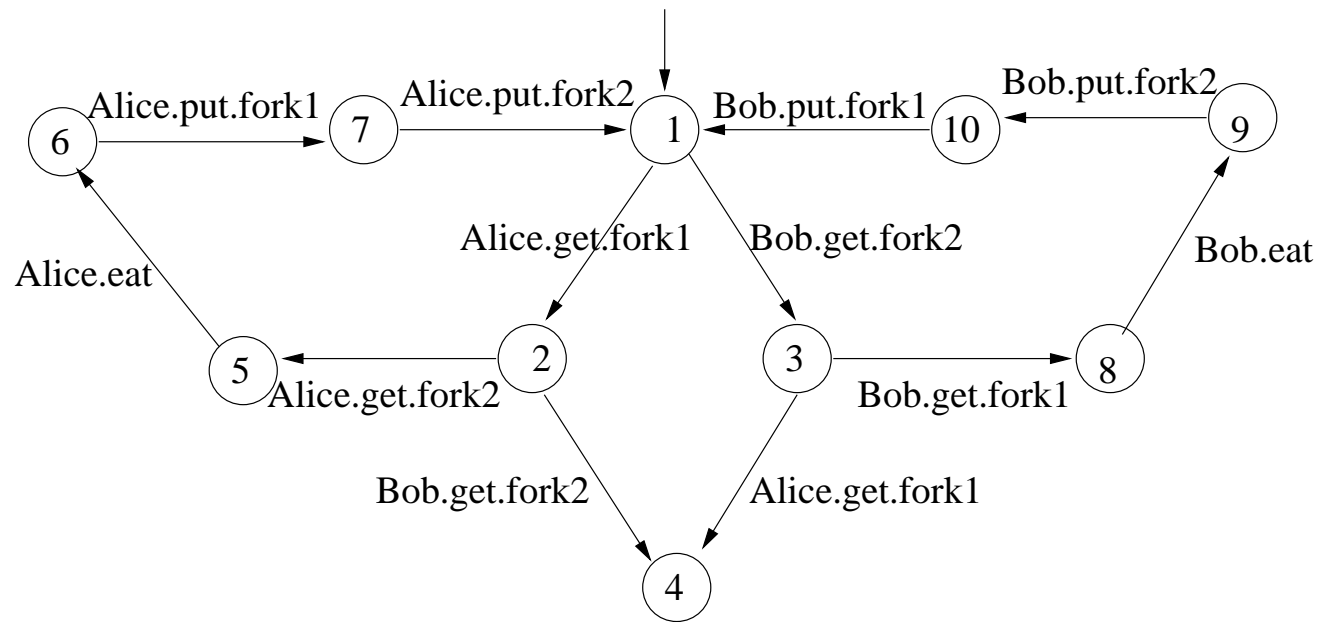 Bob.put.fork2
Alice.put.fork1
Alice.put.fork2
Bob.put.fork1
6
7
1
10
9
Alice.get.fork1
Bob.get.fork2
Alice.eat
Bob.eat
5
2
3
8
Alice.get.fork2
Bob.get.fork1
Bob.get.fork2
Alice.get.fork1
4